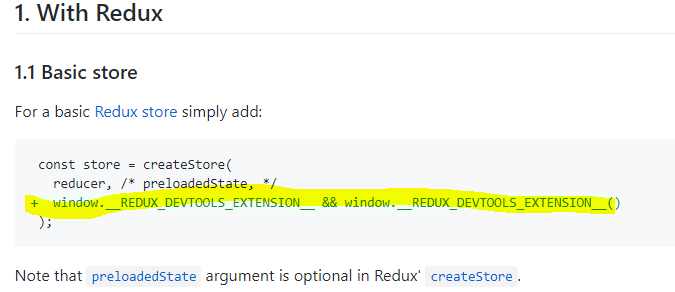 1. With Redux
1.1 Basic store
For a basic Redux store simply add:
const store = createStore(
reducer, /* preloadedState, */
+ window.__REDUX_DEVTOOLS_EXTENSION__ && window.__REDUX_DEVTOOLS_EXTENSION__()
);
Note that preloadedState argument is optional in Redux' createStore.